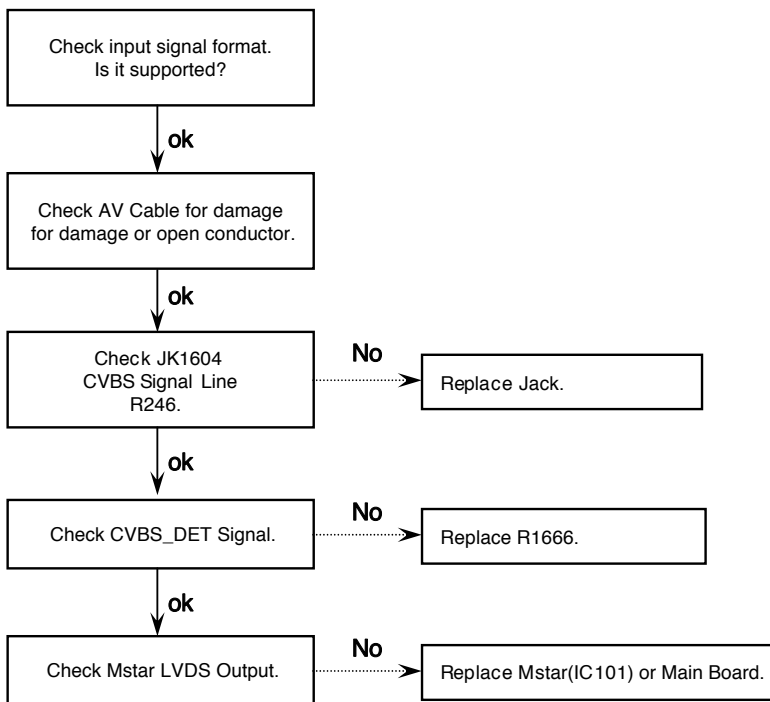 Check input signal format.
Is it supported?
ok
Check AV Cable for damage
for damage or open conductor.
ok
Check JK1604
CVBS Signal Line
R246.
No
Replace Jack.
ok
Check CVBS_DET Signal.
No
Replace R1666.
ok
Check Mstar LVDS Output.
No
Replace Mstar(IC101) or Main Board.